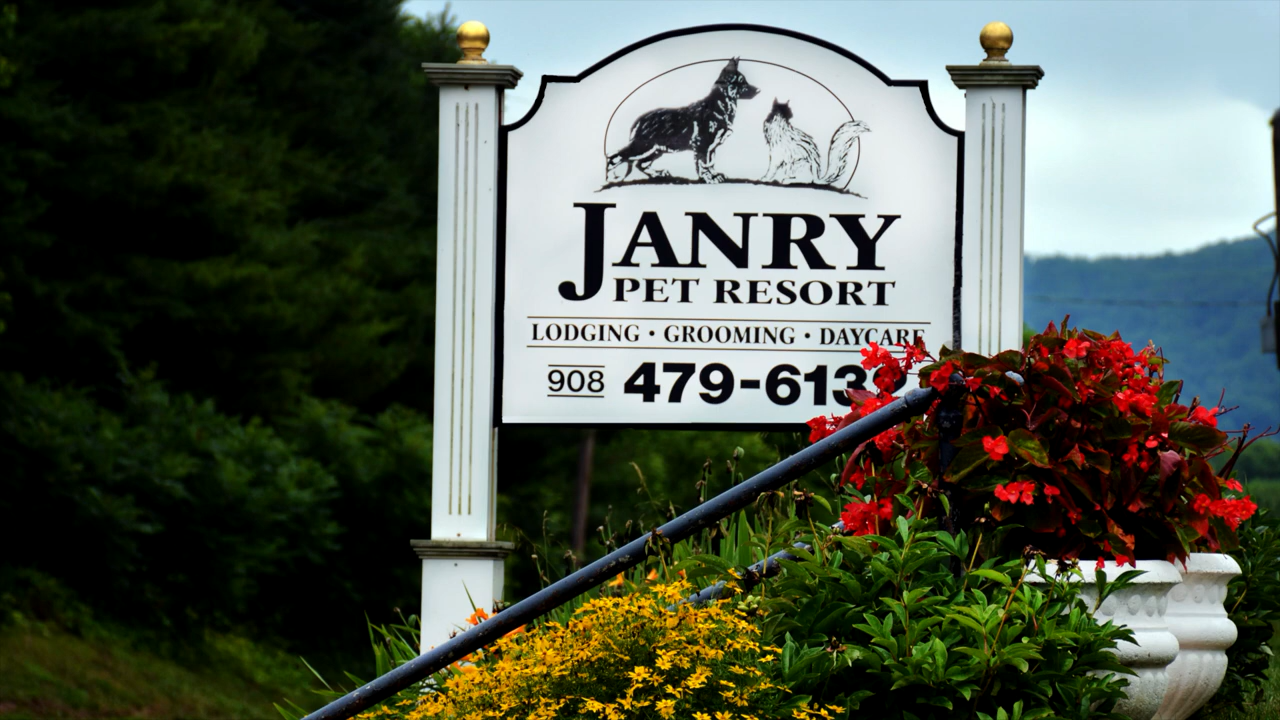 JANRY
PET RESORT
LODGING • GROOMING • DAYCARE
908 479-613